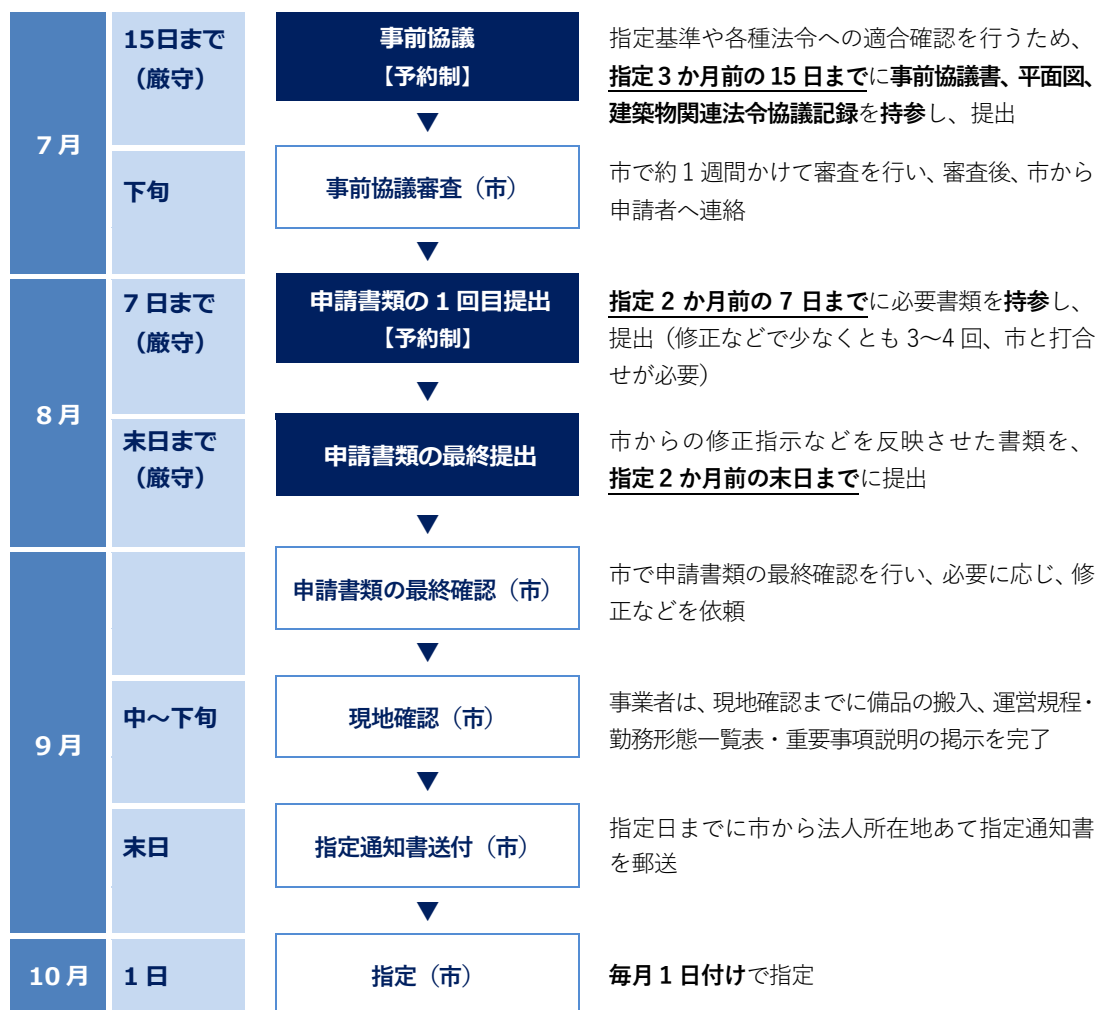 7月
15日まで
（厳守）
事前協議
【予約制】
指定基準や各種法令への適合確認を行うため、
指定3か月前の15日までに事前協議書、平面図、
建築物関連法令協議記録を持参し、提出
▼
下旬
事前協議審査（市）
市で約1週間かけて審査を行い、審査後、市から
申請者へ連絡
▼
8月
7日まで
（厳守）
申請書類の1回目提出
【予約制】
指定2か月前の7日までに必要書類を持参し、
提出（修正などで少なくとも3～4回、市と打合
せが必要）
▼
末日まで
（厳守）
申請書類の最終提出
市からの修正指示などを反映させた書類を、
指定2か月前の末日までに提出
▼
9月
申請書類の最終確認（市）
市で申請書類の最終確認を行い、必要に応じ、修
正などを依頼
▼
中～下旬
現地確認（市）
事業者は、現地確認までに備品の搬入、運営規程・
勤務形態一覧表・重要事項説明の掲示を完了
▼
末日
指定通知書送付（市）
指定日までに市から法人所在地あて指定通知書
を郵送
▼
10月
1日
指定（市）
毎月1日付けで指定